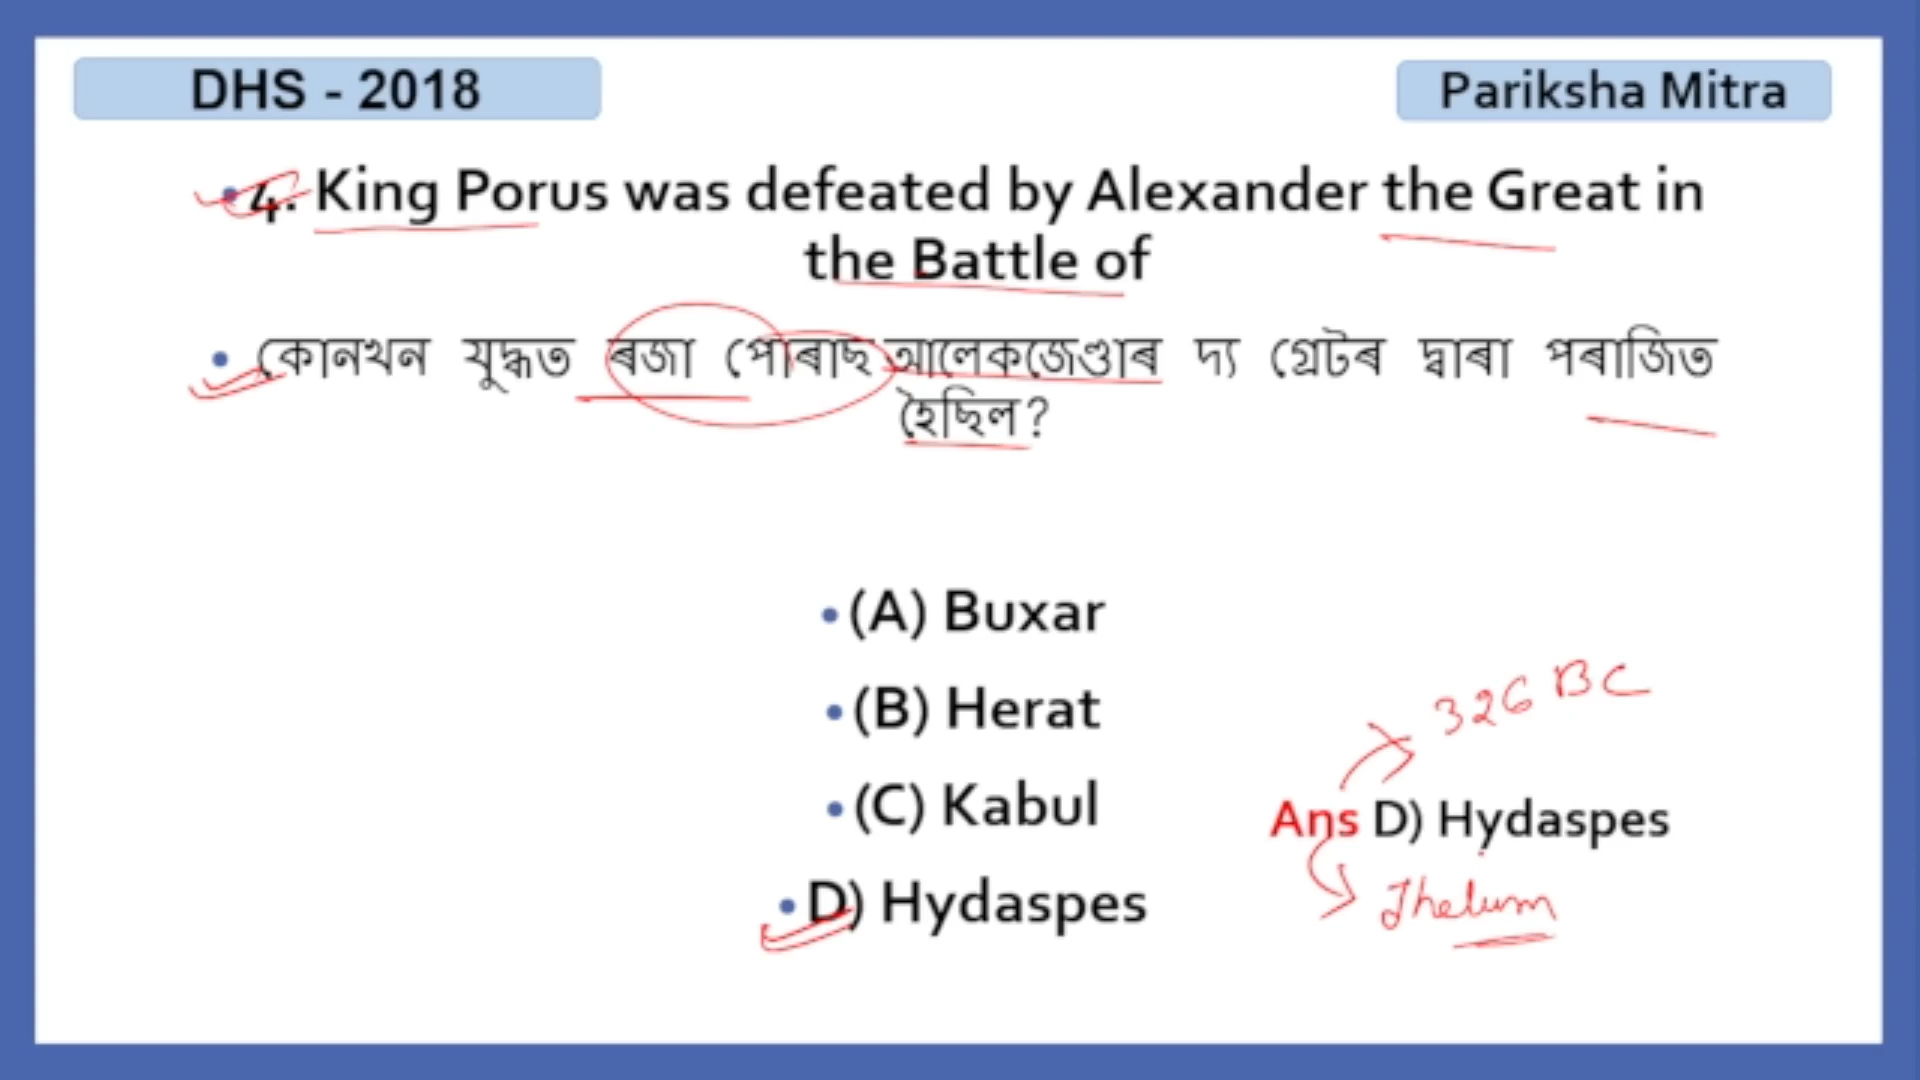 DHS - 2018
Pariksha Mitra
• 4. King Porus was defeated by Alexander the Great in
the Battle of
• কোনখন যুদ্ধত ৰজা পোৰাছ আলেকজেণ্ডাৰ দ্য গ্ৰেটৰ দ্বাৰা পৰাজিত
হৈছিল?
• (A) Buxar
• (B) Herat
• (C) Kabul
• D) Hydaspes
326 BC
Ans D) Hydaspes
Jhelum